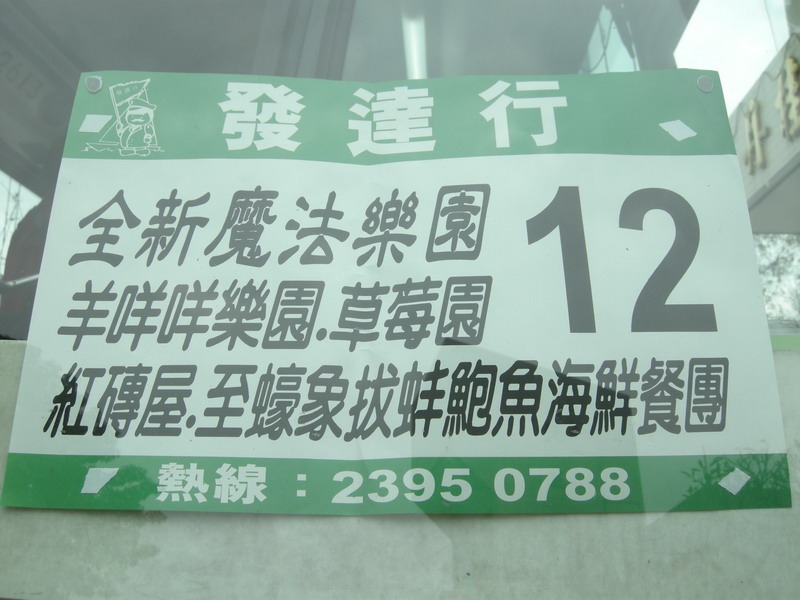 發達行
全新魔法樂園
12
羊咩咩樂園.草莓園
紅磚屋.至蠔象拔蚌鮑魚海鮮餐團
熱線：2395 0788